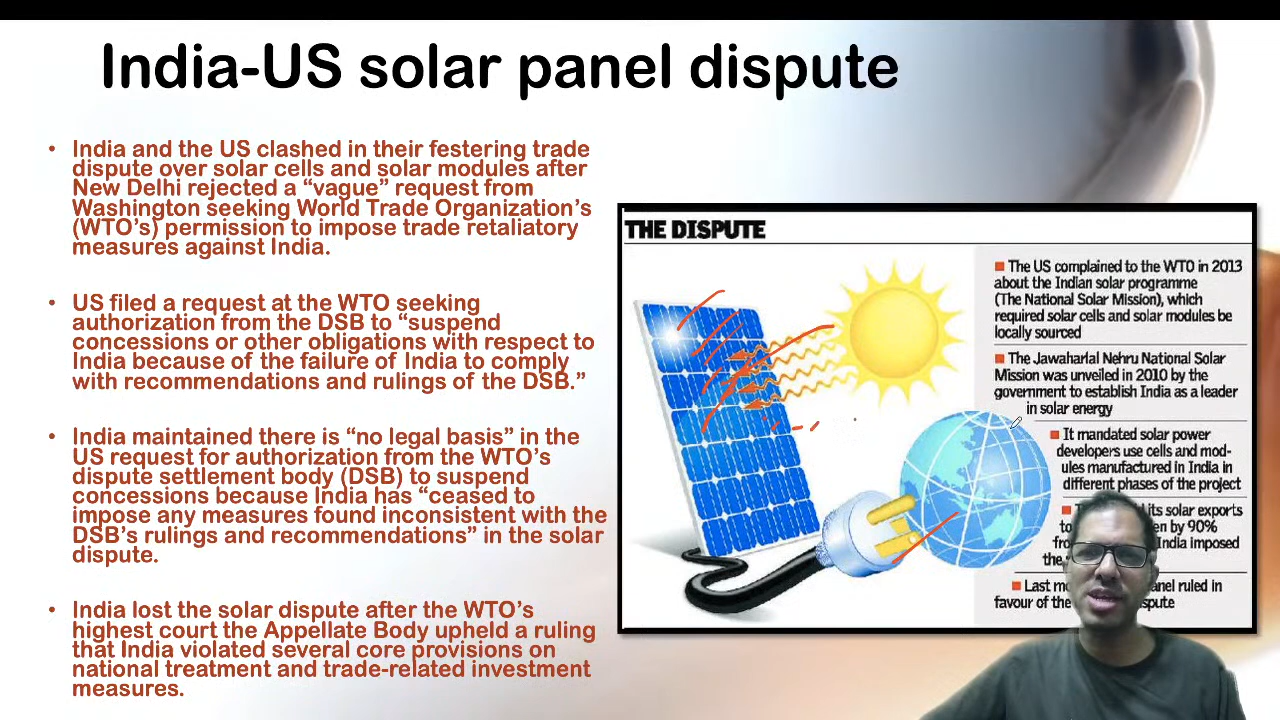 India-US solar panel dispute
• India and the US clashed in their festering trade
dispute over solar cells and solar modules after
New Delhi rejected a “vague” request from
Washington seeking World Trade Organization’s
(WTO’s) permission to impose trade retaliatory
measures against India.
• US filed a request at the WTO seeking
authorization from the DSB to “suspend
concessions or other obligations with respect to
India because of the failure of India to comply
with recommendations and rulings of the DSB.”
• India maintained there is “no legal basis” in the
US request for authorization from the WTO’s
dispute settlement body (DSB) to suspend
concessions because India has “ceased to
impose any measures found inconsistent with the
DSB’s rulings and recommendations” in the solar
dispute.
• India lost the solar dispute after the WTO’s
highest court the Appellate Body upheld a ruling
that India violated several core provisions on
national treatment and trade-related investment
measures.
THE DISPUTE
■ The US complained to the WTO in 2013
about the Indian solar programme
(The National Solar Mission), which
required solar cells and solar modules be
locally sourced
■ The Jawaharlal Nehru National Solar
Mission was unveiled in 2010 by the
government to establish India as a leader
in solar energy
■ It mandated solar power
developers use cells and mod-
ules manufactured in India in
different phases of the project
■ its solar exports
by 90%
India imposed
the
■ Last ruled in
favour of the